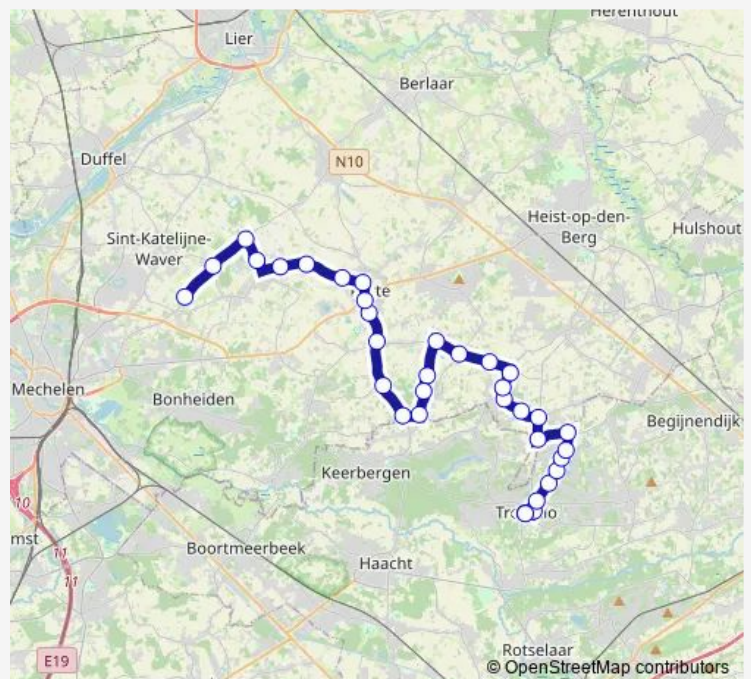 Herenthout
Lier
Berlaar
Duffel
N10
Heist-op-den-
Berg
Hulshout
Sint-Katelijne-
Waver
Mechelen
Bonheiden
Begijnendijk
Keerbergen
10
11
11
Boortmeerbeek
Haacht
E19
Rotselaar
© OpenStreetMap contributors